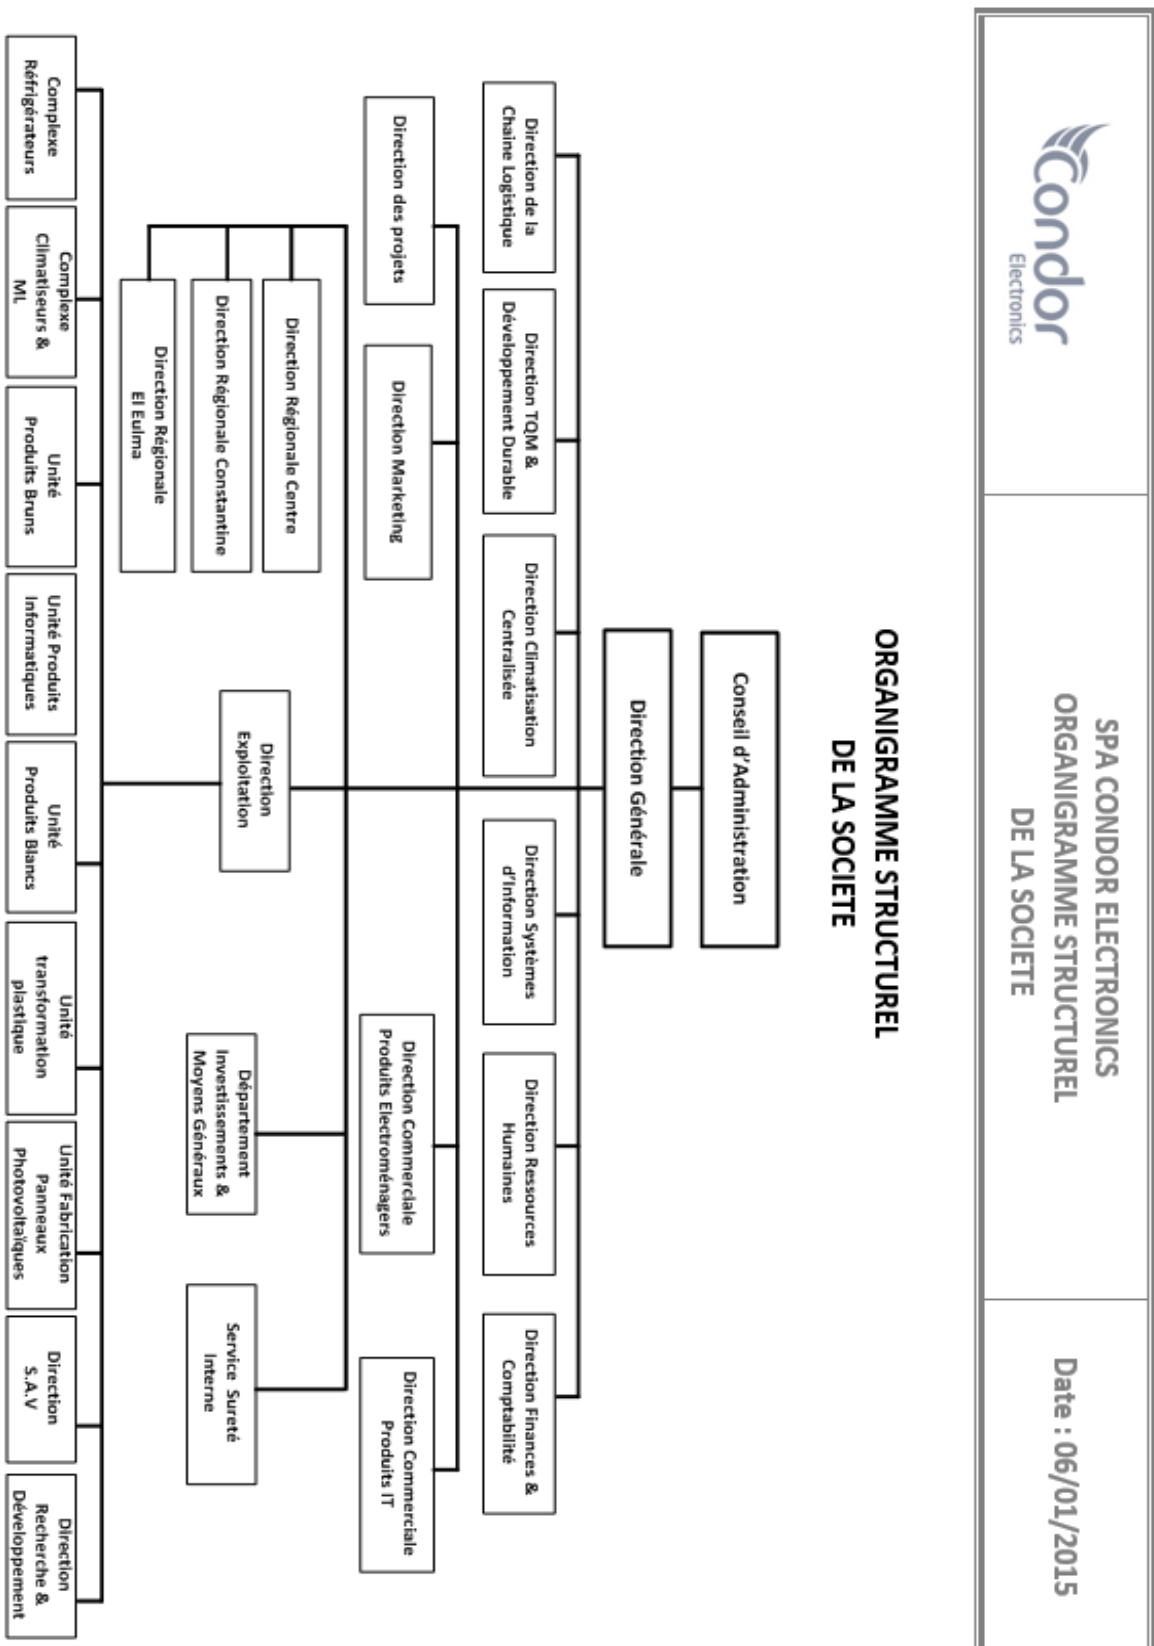 Condor
Electronics
SPA CONDOR ELECTRONICS
ORGANIGRAMME STRUCTUREL
DE LA SOCIETE
Date : 06/01/2015
ORGANIGRAMME STRUCTUREL
DE LA SOCIETE
Conseil d'Administration
Direction Générale
Direction de la
Chaine Logistique
Direction TQM &
Développement Durable
Direction Climatisation
Centralisée
Direction Systèmes
d'Information
Direction Ressources
Humaines
Direction Finances &
Comptabilité
Direction des projets
Direction Marketing
Direction Commerciale
Produits Electroménagers
Direction Commerciale
Produits IT
Direction Régionale Centre
Direction Régionale Constantine
Direction Régionale
El Eulma
Direction
Exploitation
Département
Investissements &
Moyens Généraux
Service Sureté
Interne
Complexe
Réfrigérateurs
Complexe
Climatiseurs &
ML
Unité
Produits Bruns
Unité Produits
Informatiques
Unité
Produits Blancs
Unité
transformation
plastique
Unité Fabrication
Panneaux
Photovoltaïques
Direction
S.A.V
Direction
Recherche &
Développement